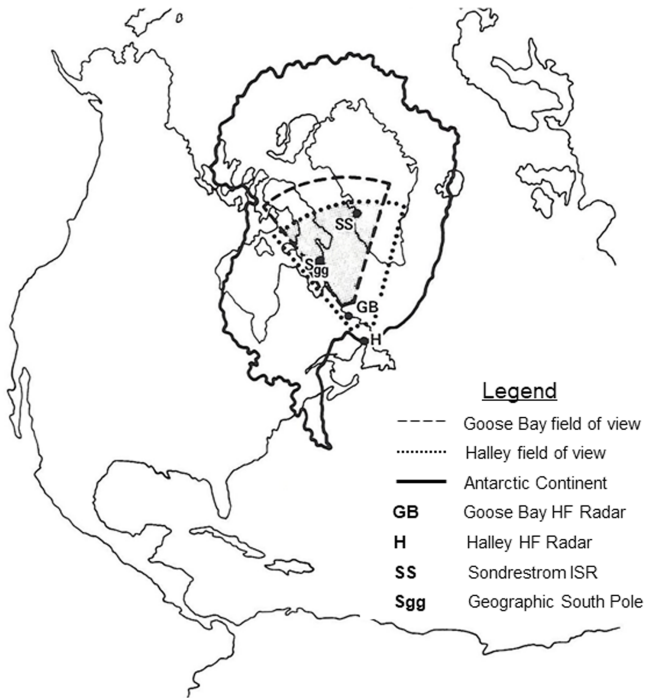 SS
Sgg
GB
H
Legend
Goose Bay field of view
Halley field of view
Antarctic Continent
GB Goose Bay HF Radar
H Halley HF Radar
SS Sondrestrom ISR
Sgg Geographic South Pole